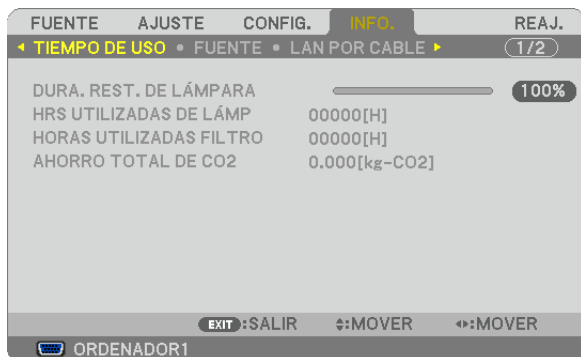 FUENTE AJUSTE CONFIG. INFO. REAJ.
TIEMPO DE USO • FUENTE • LAN POR CABLE 1/2
DURA. REST. DE LÁMPARA 100%
HRS UTILIZADAS DE LÁMP 00000[H]
HORAS UTILIZADAS FILTRO 00000[H]
AHORRO TOTAL DE CO2 0.000[kg-CO2]
EXIT :SALIR :MOVER :MOVER
ORDENADOR1